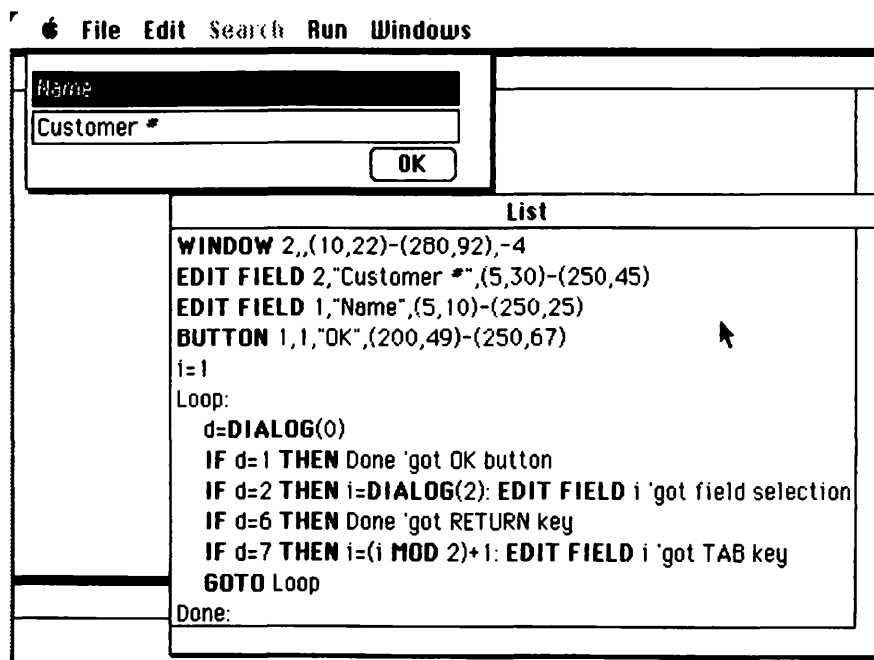 File Edit Search Run Windows
Name
Customer #
OK
List
WINDOW 2,,(10,22)-(280,92),-4
EDIT FIELD 2,"Customer #",(5,30)-(250,45)
EDIT FIELD 1,"Name",(5,10)-(250,25)
BUTTON 1,1,"OK",(200,49)-(250,67)
i=1
Loop:
d=DIALOG(0)
IF d=1 THEN Done 'got OK button
IF d=2 THEN i=DIALOG(2): EDIT FIELD i 'got field selection
IF d=6 THEN Done 'got RETURN key
IF d=7 THEN i=(i MOD 2)+1: EDIT FIELD i 'got TAB key
GOTO Loop
Done: